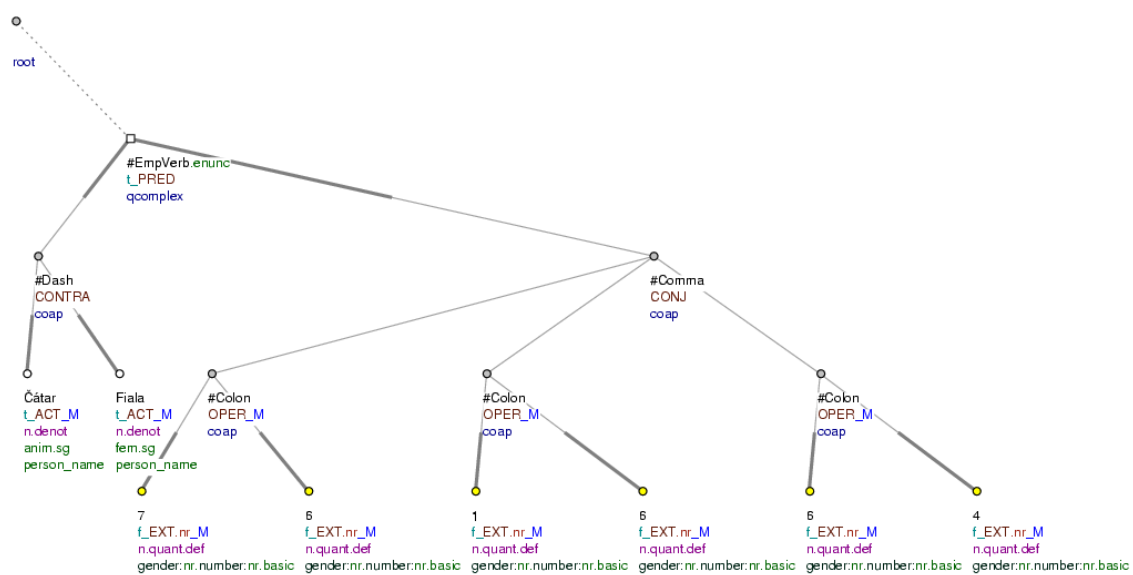 root
#EmpVerb.enunc
t_PRED
qcomplex
#Dash
CONTRA
coap
#Comma
CONJ
coap
Čátar
t_ACT_M
n.denot
anim.sg
person_name
Fiala
t_ACT_M
n.denot
fem.sg
person_name
#Colon
OPER_M
coap
#Colon
OPER_M
coap
#Colon
OPER_M
coap
7
f_EXT.nr_M
n.quant.def
gender:nr.number:nr.basic
6
f_EXT.nr_M
n.quant.def
gender:nr.number:nr.basic
1
f_EXT.nr_M
n.quant.def
gender:nr.number:nr.basic
6
f_EXT.nr_M
n.quant.def
gender:nr.number:nr.basic
6
f_EXT.nr_M
n.quant.def
gender:nr.number:nr.basic
4
f_EXT.nr_M
n.quant.def
gender:nr.number:nr.basic